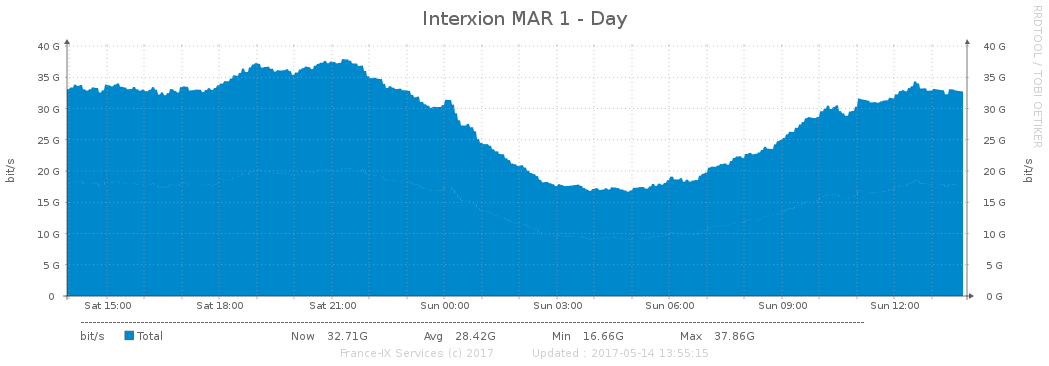 Interxion MAR 1 - Day
RRDTOOL / TOBI OETIKER
40 G 40 G
35 G 35 G
30 G 30 G
25 G 25 G
20 G 20 G
15 G 15 G
10 G 10 G
5 G 5 G
0 0 G
bit/s bit/s
Sat 15:00 Sat 18:00 Sat 21:00 Sun 00:00 Sun 03:00 Sun 06:00 Sun 09:00 Sun 12:00
bit/s Total Now 32.71G Avg 28.42G Min 16.66G Max 37.86G
France-IX Services (c) 2017 Updated : 2017-05-14 13:55:15